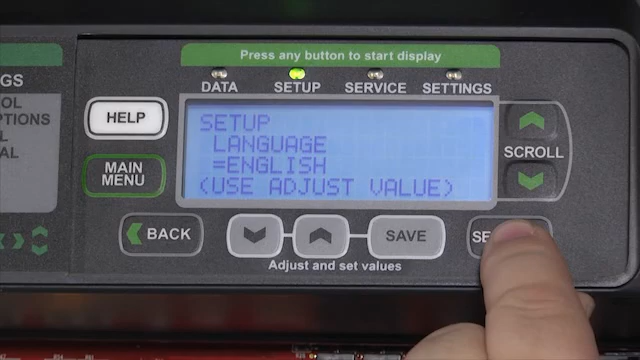 Press any button to start display
GS
DATA SETUP SERVICE SETTINGS
OL
PTIONS
L
AL
HELP
MAIN
MENU
SETUP
LANGUAGE
=ENGLISH
(USE ADJUST VALUE)
SCROLL
BACK
SAVE
SE
Adjust and set values